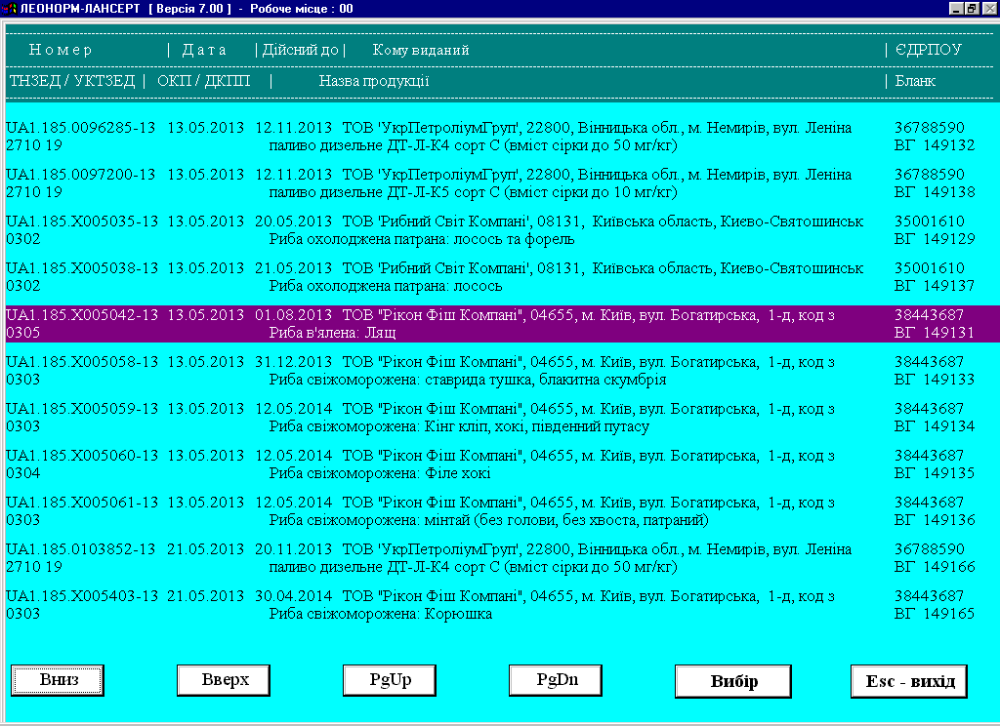 ЛЕОНОРМ-ЛАНСЕРТ [ Версія 7.00 ] - Робоче місце : 00
Н о м е р | Д а т а | Дійсний до | Кому виданий | ЄДРПОУ
ТНЗЕД / УКТЗЕД | ОКП / ДКПП | Назва продукції | Бланк
UA1.185.0096285-13 13.05.2013 12.11.2013 ТОВ 'УкрПетроліумГруп', 22800, Вінницька обл., м. Немирів, вул. Леніна 36788590
2710 19 паливо дизельне ДТ-Л-К4 сорт С (вміст сірки до 50 мг/кг) ВГ 149132
UA1.185.0097200-13 13.05.2013 12.11.2013 ТОВ 'УкрПетроліумГруп', 22800, Вінницька обл., м. Немирів, вул. Леніна 36788590
2710 19 паливо дизельне ДТ-Л-К5 сорт С (вміст сірки до 10 мг/кг) ВГ 149138
UA1.185.X005035-13 13.05.2013 20.05.2013 ТОВ 'Рибний Світ Компані', 08131, Київська область, Києво-Святошинськ 35001610
0302 Риба охолоджена патрана: лосось та форель ВГ 149129
UA1.185.X005038-13 13.05.2013 21.05.2013 ТОВ 'Рибний Світ Компані', 08131, Київська область, Києво-Святошинськ 35001610
0302 Риба охолоджена патрана: лосось ВГ 149137
UA1.185.X005042-13 13.05.2013 01.08.2013 ТОВ "Рікон Фіш Компані", 04655, м. Київ, вул. Богатирська, 1-д, код з 38443687
0305 Риба в'ялена: Лящ ВГ 149131
UA1.185.X005058-13 13.05.2013 31.12.2013 ТОВ "Рікон Фіш Компані", 04655, м. Київ, вул. Богатирська, 1-д, код з 38443687
0303 Риба свіжоморожена: ставрида тушка, блакитна скумбрія ВГ 149133
UA1.185.X005059-13 13.05.2013 12.05.2014 ТОВ "Рікон Фіш Компані", 04655, м. Київ, вул. Богатирська, 1-д, код з 38443687
0303 Риба свіжоморожена: Кінг кліп, хокі, південний путасу ВГ 149134
UA1.185.X005060-13 13.05.2013 12.05.2014 ТОВ "Рікон Фіш Компані", 04655, м. Київ, вул. Богатирська, 1-д, код з 38443687
0304 Риба свіжоморожена: Філе хокі ВГ 149135
UA1.185.X005061-13 13.05.2013 12.05.2014 ТОВ "Рікон Фіш Компані", 04655, м. Київ, вул. Богатирська, 1-д, код з 38443687
0303 Риба свіжоморожена: мінтай (без голови, без хвоста, патраний) ВГ 149136
UA1.185.0103852-13 21.05.2013 20.11.2013 ТОВ 'УкрПетроліумГруп', 22800, Вінницька обл., м. Немирів, вул. Леніна 36788590
2710 19 паливо дизельне ДТ-Л-К4 сорт С (вміст сірки до 50 мг/кг) ВГ 149166
UA1.185.X005403-13 21.05.2013 30.04.2014 ТОВ "Рікон Фіш Компані", 04655, м. Київ, вул. Богатирська, 1-д, код з 38443687
0303 Риба свіжоморожена: Корюшка ВГ 149165
Вниз Вверх PgUp PgDn Вибір Esc - вихід